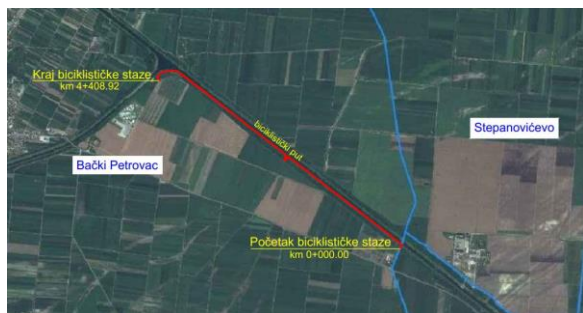 Kraj biciklističke staze
km 4+408.92
biciklistički put
Stepanovićevo
Bački Petrovac
Početak biciklističke staze
km 0+000.00